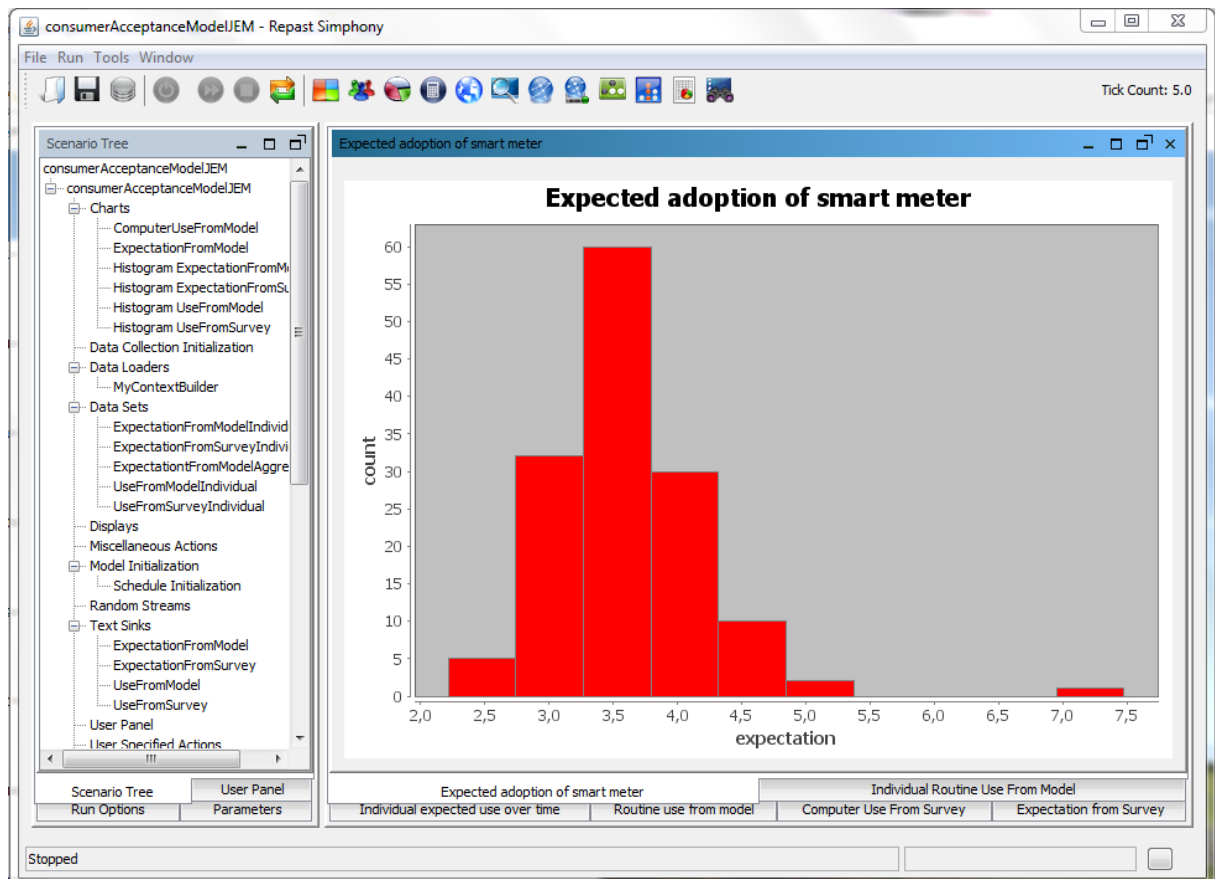 consumerAcceptanceModelJEM - Repast Simphony
File Run Tools Window
Tick Count: 5.0
Scenario Tree
consumerAcceptanceModelJEM
consumerAcceptanceModelJEM
Charts
ComputerUseFromModel
ExpectationFromModel
Histogram ExpectationFromMo
Histogram ExpectationFromSu
Histogram UseFromModel
Histogram UseFromSurvey
Data Collection Initialization
Data Loaders
MyContextBuilder
Data Sets
ExpectationFromModelIndivid
ExpectationFromSurveyIndivi
ExpectationtFromModelAggre
UseFromModelIndividual
UseFromSurveyIndividual
Displays
Miscellaneous Actions
Model Initialization
Schedule Initialization
Random Streams
Text Sinks
ExpectationFromModel
ExpectationFromSurvey
UseFromModel
UseFromSurvey
User Panel
User Specified Actions
Scenario Tree
User Panel
Run Options
Parameters
Expected adoption of smart meter
Expected adoption of smart meter
60
55
50
45
40
35
30
25
20
15
10
5
0
count
2,0 2,5 3,0 3,5 4,0 4,5 5,0 5,5 6,0 6,5 7,0 7,5
expectation
Expected adoption of smart meter
Individual Routine Use From Model
Individual expected use over time
Routine use from model
Computer Use From Survey
Expectation from Survey
Stopped